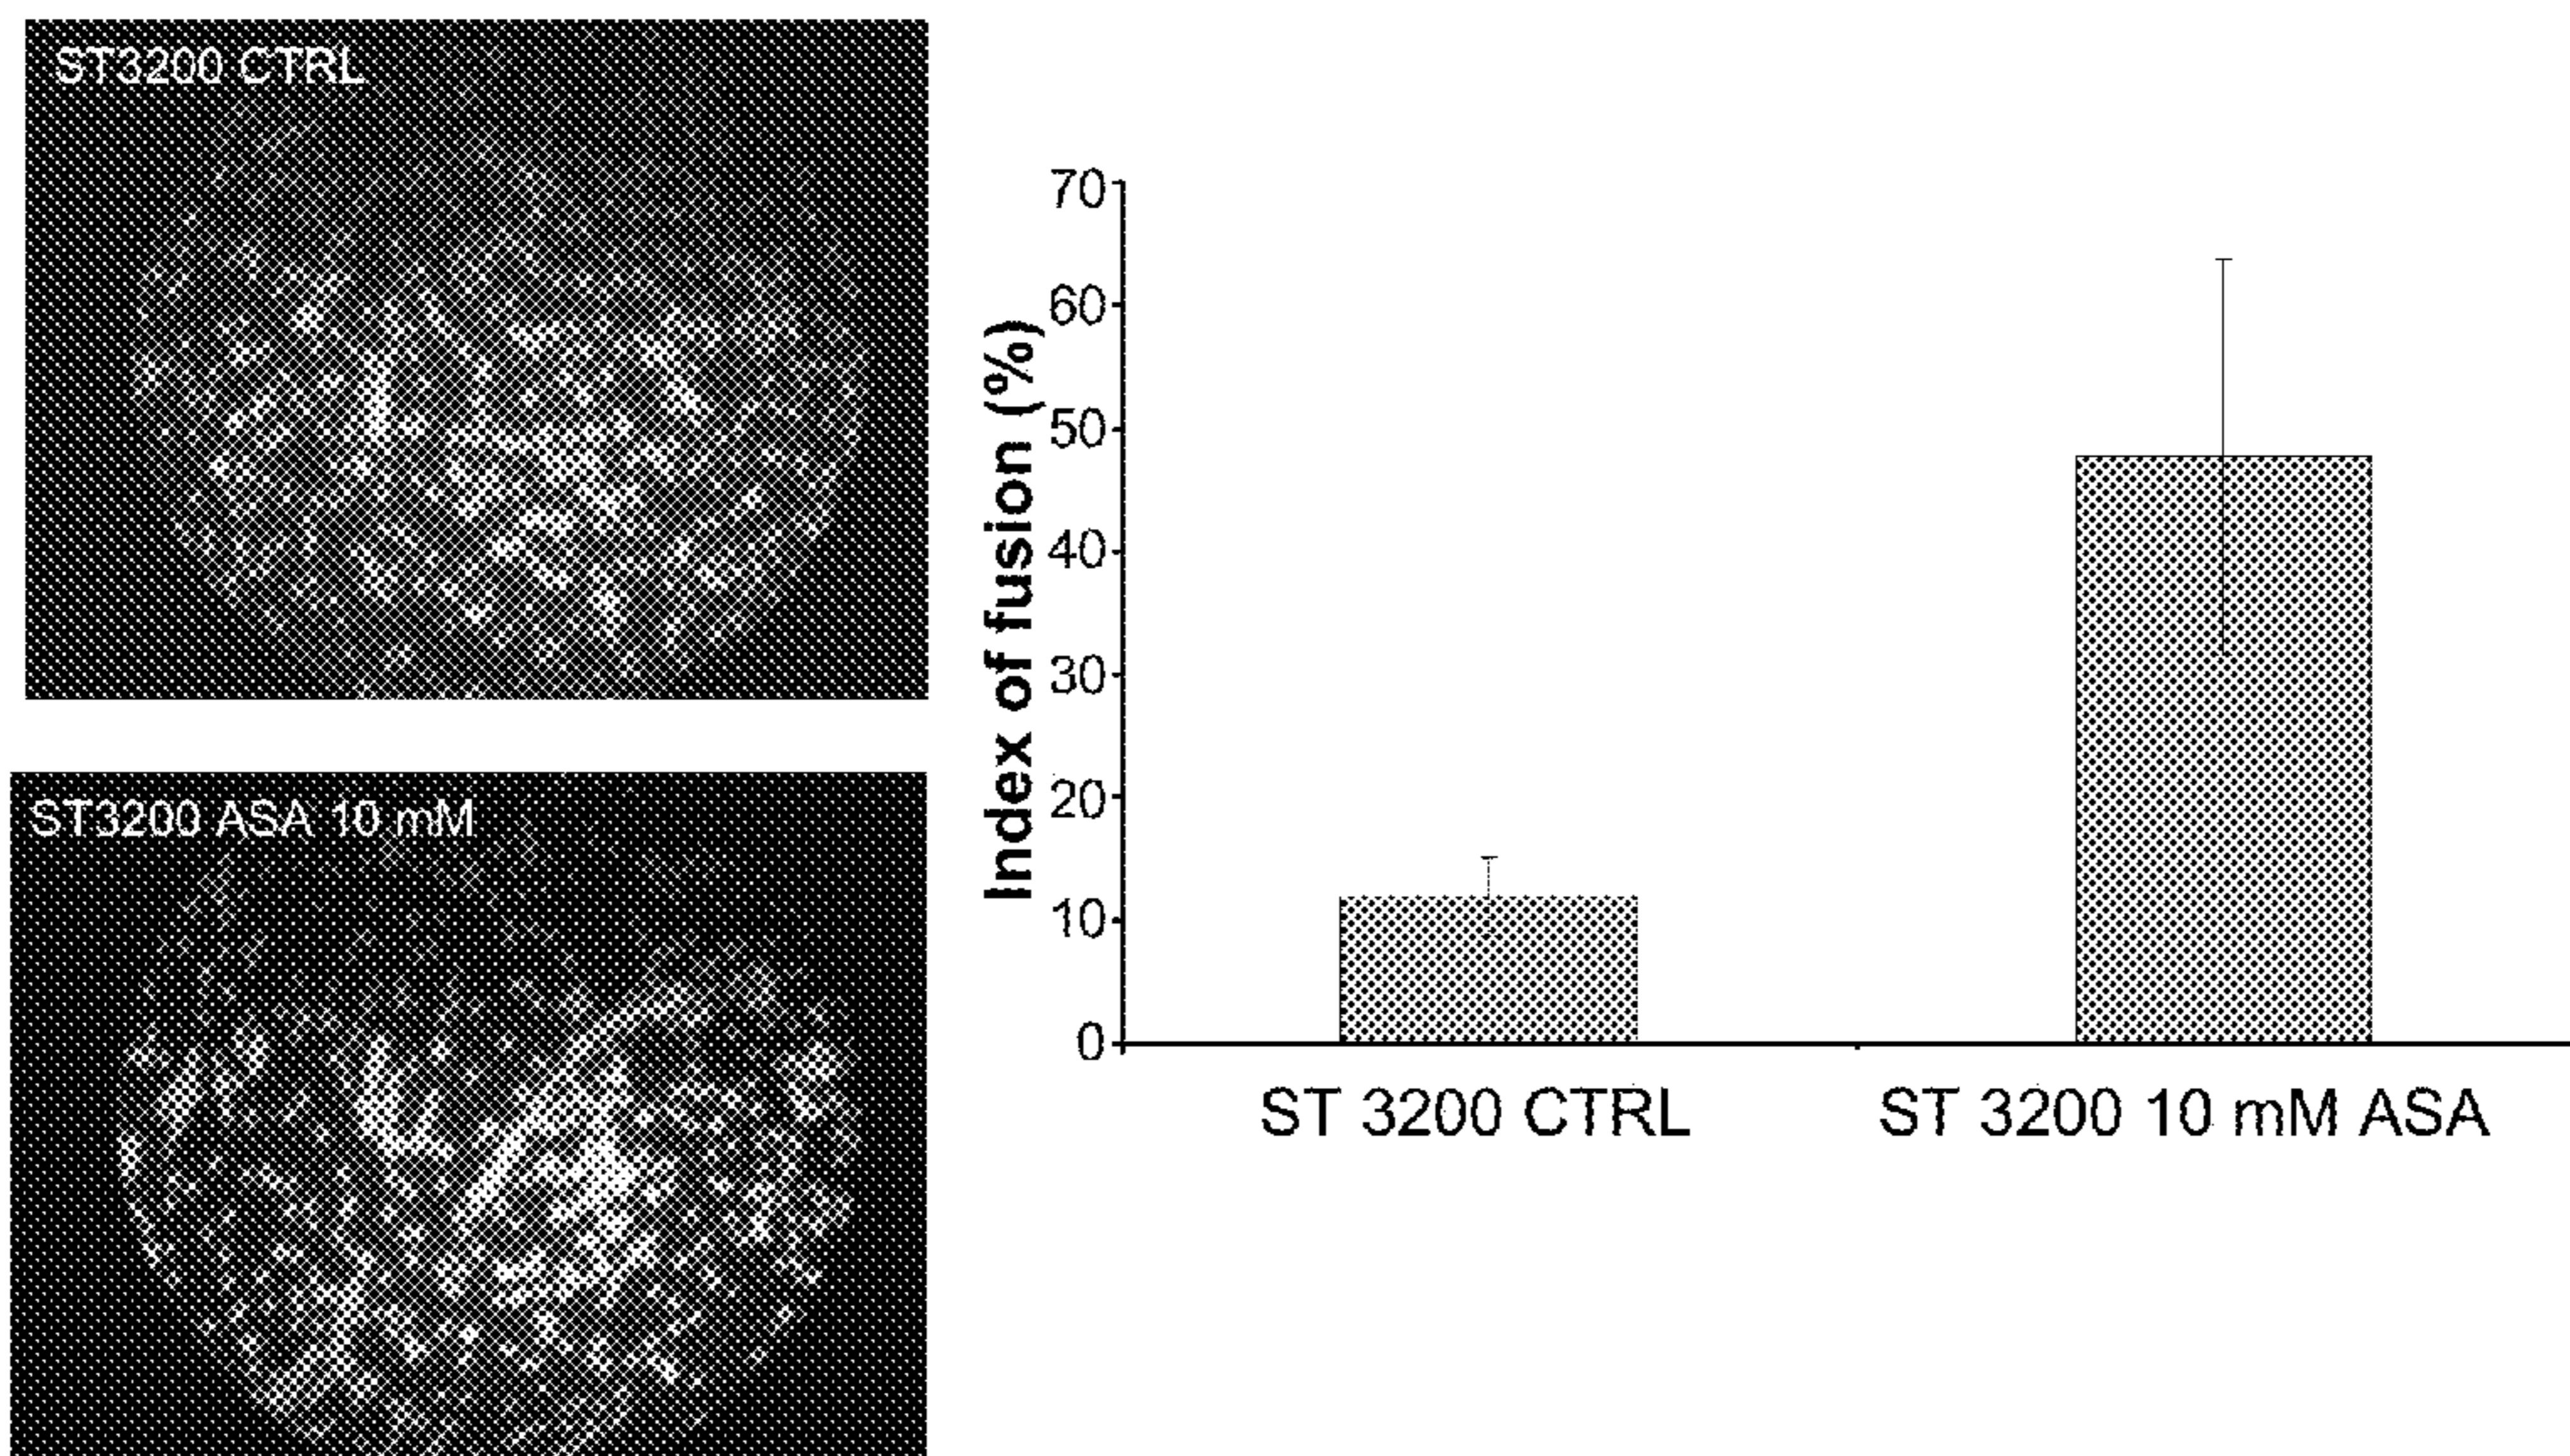 ST3200 CTRL
ST3200 ASA 10 mM
Index of fusion (%)
70
60
50
40
30
20
10
0
ST 3200 CTRL
ST 3200 10 mM ASA